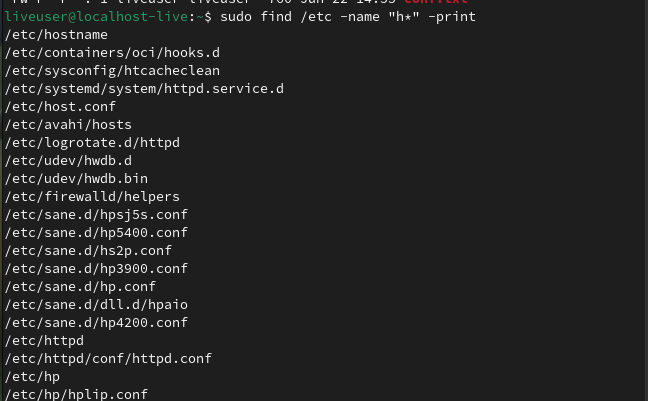 liveuser@localhost-live:~$ sudo find /etc -name "h*" -print
/etc/hostname
/etc/containers/oci/hooks.d
/etc/sysconfig/htcacheclean
/etc/systemd/system/httpd.service.d
/etc/host.conf
/etc/avahi/hosts
/etc/logrotate.d/httpd
/etc/udev/hwdb.d
/etc/udev/hwdb.bin
/etc/firewalld/helpers
/etc/sane.d/hpsj5s.conf
/etc/sane.d/hp5400.conf
/etc/sane.d/hs2p.conf
/etc/sane.d/hp3900.conf
/etc/sane.d/hp.conf
/etc/sane.d/dll.d/hpaio
/etc/sane.d/hp4200.conf
/etc/httpd
/etc/httpd/conf/httpd.conf
/etc/hp
/etc/hp/hplip.conf